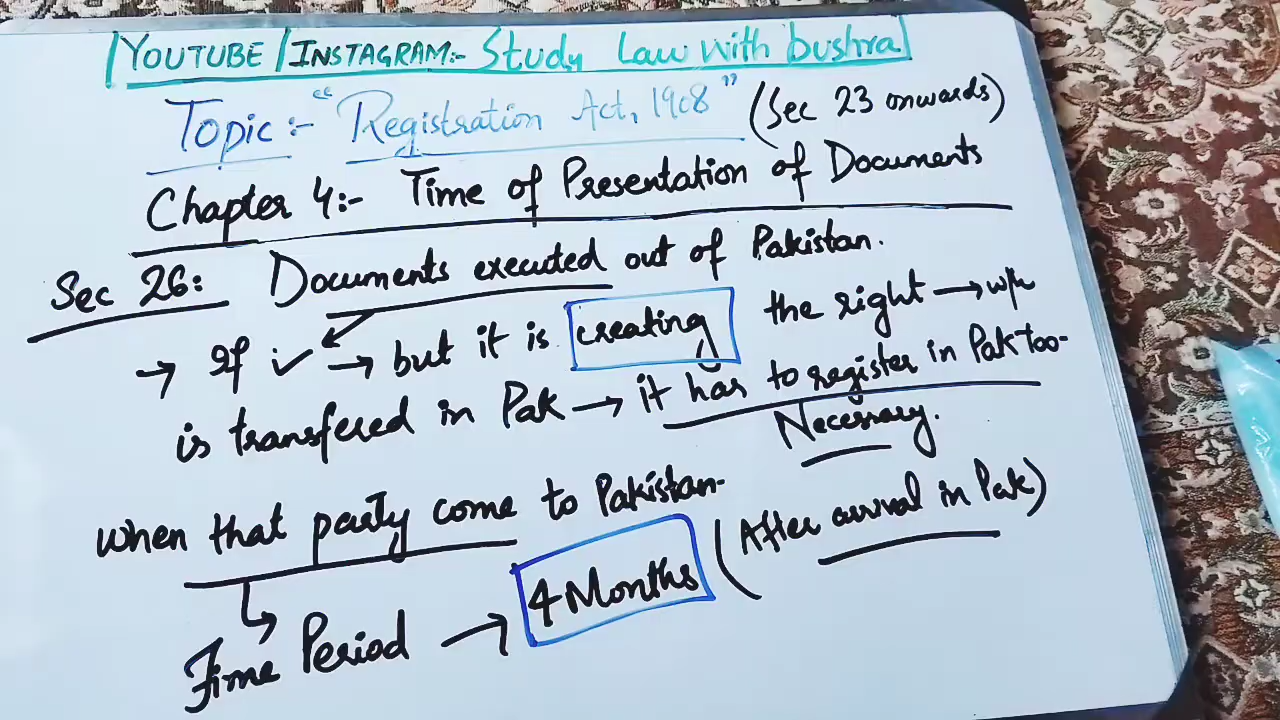 YOUTUBE / INSTAGRAM:- Study Law with bushra
Topic:- "Registration Act, 1908" (Sec 23 onwards)
Chapter 4:- Time of Presentation of Documents
Sec 26: Documents executed out of Pakistan.
→ If ✓ → but it is creating the right → w/h
is transfered in Pak → it has to register in Pak too-
Necessary.
when that party come to Pakistan-
Time Period → 4 Months (After arrival in Pak)